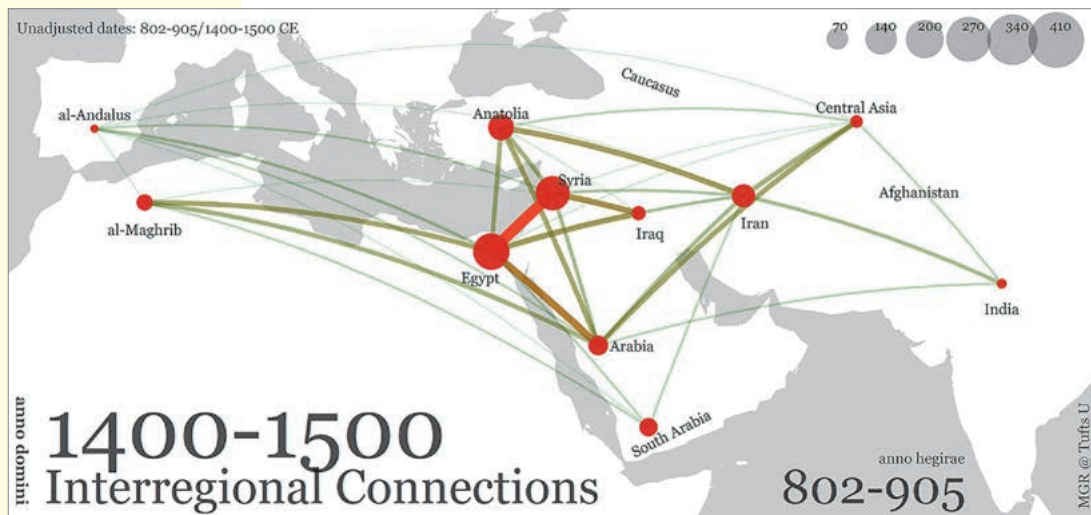 Unadjusted dates: 802-905/1400-1500 CE
70 140 200 270 340 410
Caucasus
al-Andalus
Anatolia
Central Asia
Syria
Afghanistan
al-Maghrib
Iraq
Iran
Egypt
India
Arabia
South Arabia
anno domini
1400-1500
Interregional Connections
anno hegirae
802-905
MGR @ Tufts U